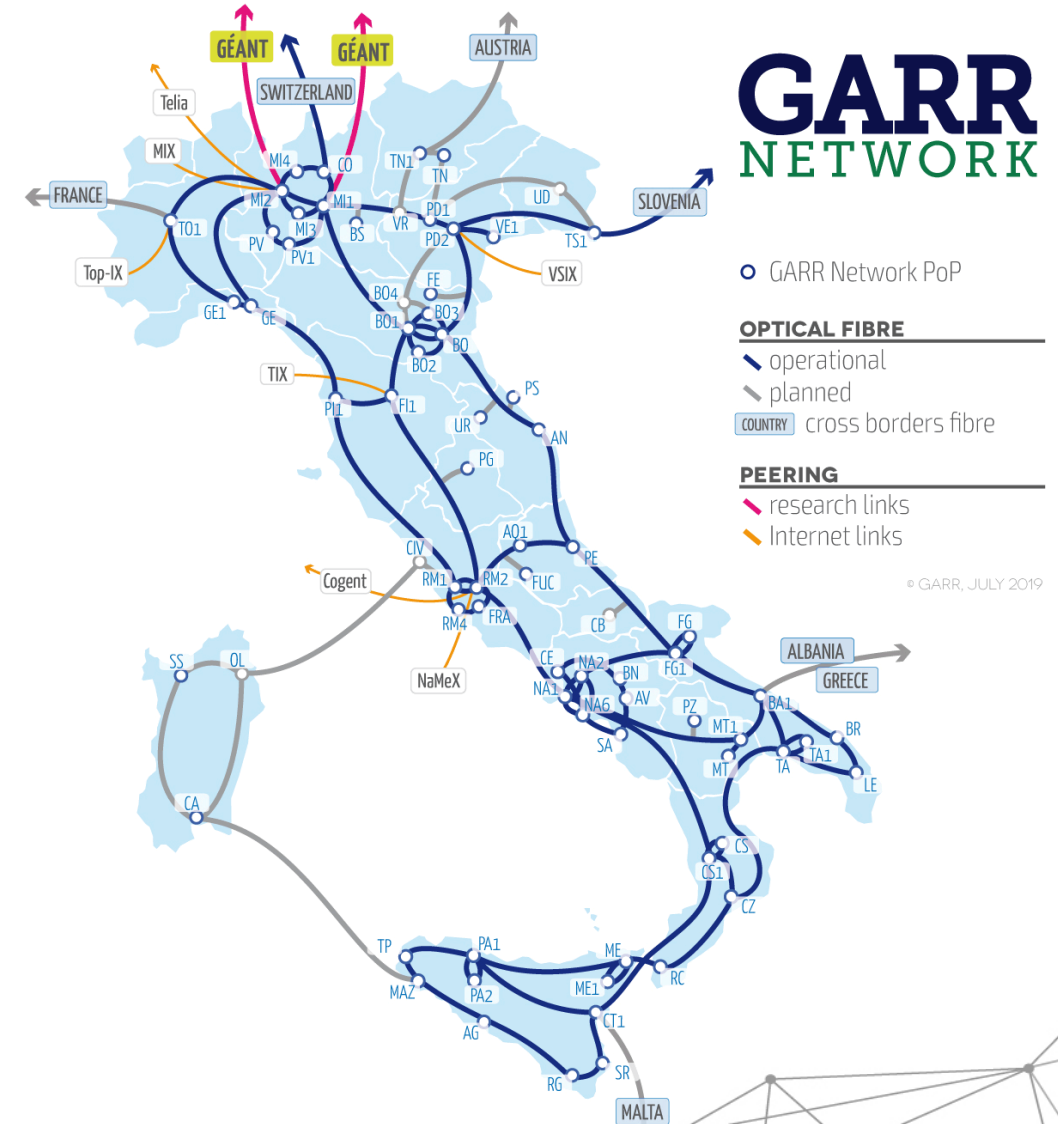 GÉANT
GÉANT
AUSTRIA
SWITZERLAND
Telia
MIX
FRANCE
Top-IX
MI4
CO
MI2
MI1
MI3
TO1
PV
PV1
BS
TN1
TN
VR
PD1
PD2
UD
VE1
TS1
SLOVENIA
VSIX
GE1
GE
BO4
FE
BO3
BO1
BO
BO2
TIX
PI1
FI1
PS
UR
AN
PG
AQ1
PE
CIV
RM1
RM2
FUC
Cogent
RM4
FRA
NaMeX
CB
FG
FG1
ALBANIA
GREECE
SS
OL
CA
CE
NA2
NA1
NA6
BN
AV
SA
PZ
MT1
MT
BA1
BR
TA1
TA
LE
CS
CS1
CZ
TP
PA1
MAZ
PA2
ME
ME1
RC
AG
CT1
RG
SR
MALTA
GARR
NETWORK
GARR Network PoP
OPTICAL FIBRE
operational
planned
COUNTRY cross borders fibre
PEERING
research links
Internet links
© GARR, JULY 2019